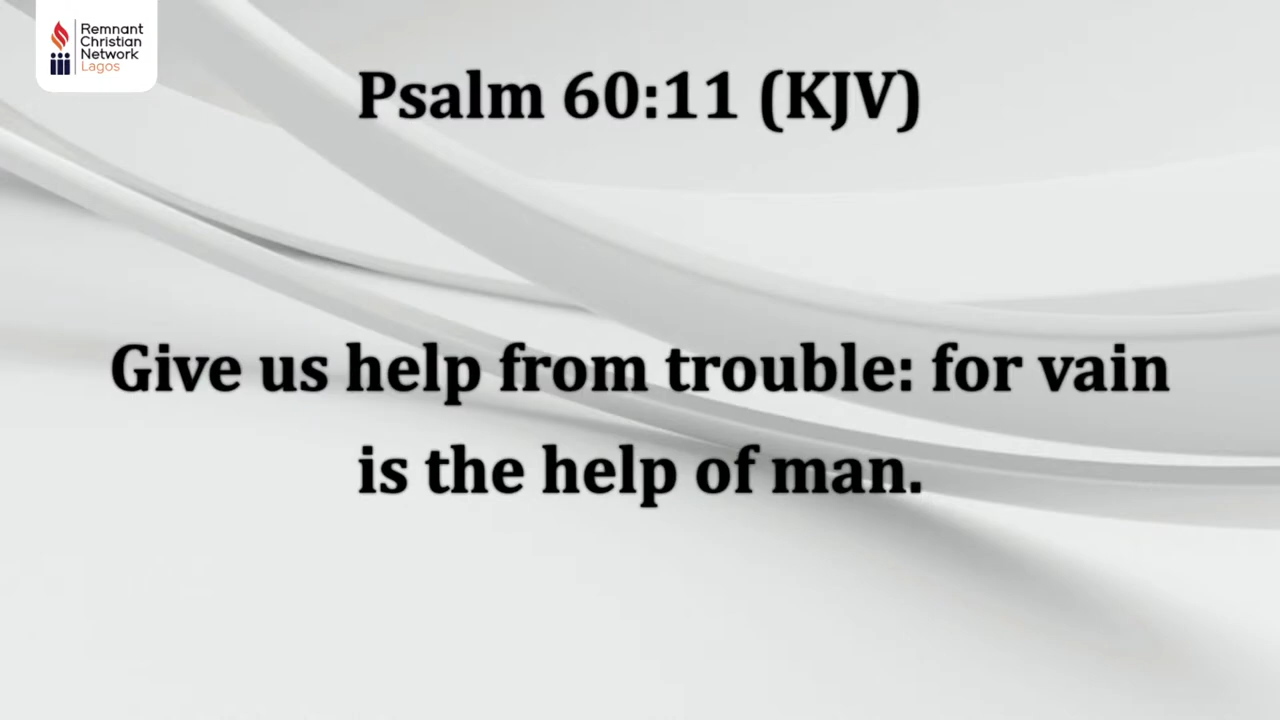 Remnant
Christian
Network
Lagos
Psalm 60:11 (KJV)
Give us help from trouble: for vain
is the help of man.